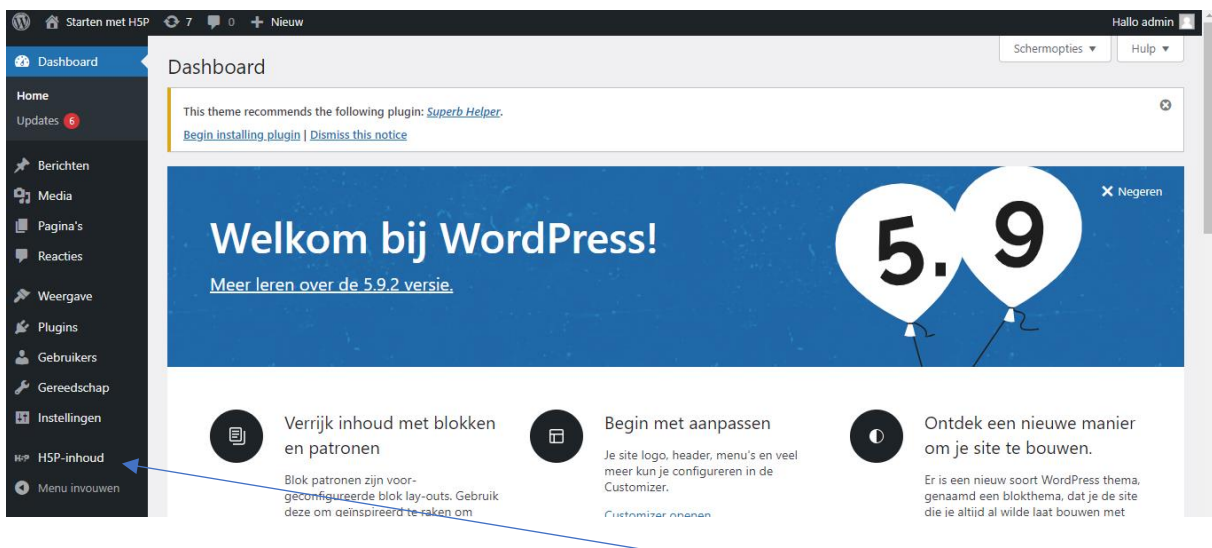 Starten met H5P 7 0 + Nieuw Hallo admin
Dashboard
Home
Updates 6
Berichten
Media
Pagina's
Reacties
Weergave
Plugins
Gebruikers
Gereedschap
Instellingen
H5P H5P-inhoud
Menu invouwen
Schermopties ▼ Hulp ▼
Dashboard
This theme recommends the following plugin: Superb Helper.
Begin installing plugin | Dismiss this notice
Welkom bij WordPress!
Meer leren over de 5.9.2 versie.
5.9
Negeren
Verrijk inhoud met blokken
en patronen
Blok patronen zijn voor-
geconfigureerde blok lay-outs. Gebruik
deze om geïnspireerd te raken om
Begin met aanpassen
Je site logo, header, menu's en veel
meer kun je configureren in de
Customizer.
Customizer openen
Ontdek een nieuwe manier
om je site te bouwen.
Er is een nieuw soort WordPress thema,
genaamd een blokthema, dat je de site
die je altijd al wilde laat bouwen met